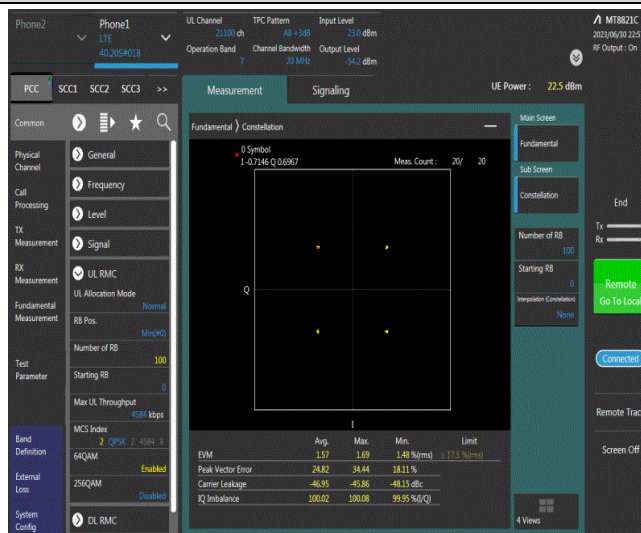 Phone2
Phone1
LTE
40.20S#018
UL Channel
21100 ch
TPC Pattern
All +3dB
Input Level
23.0 dBm
Operation Band
7
Channel Bandwidth
20 MHz
Output Level
-54.2 dBm
MT8821C
2023/06/30 22:57
RF Output : On
PCC SCC1 SCC2 SCC3 >>
Measurement
Signaling
UE Power : 22.5 dBm
Common
Physical
Channel
Call
Processing
TX
Measurement
RX
Measurement
Fundamental
Measurement
Test
Parameter
Band
Definition
External
Loss
System
Config
General
Frequency
Level
Signal
UL RMC
UL Allocation Mode
Normal
RB Pos.
Min(#0)
Number of RB
100
Starting RB
0
Max UL Throughput
4584 kbps
MCS Index
2 QPSK 2 4584 8
64QAM
Enabled
256QAM
Disabled
DL RMC
Fundamental Constellation
0 Symbol
I -0.7146 Q 0.6967
Meas. Count : 20/ 20
Q
I
Avg. Max. Min. Limit
EVM 1.57 1.69 1.48 %(rms) ≤ 17.5 %(rms)
Peak Vector Error 24.82 34.44 18.11 %
Carrier Leakage -46.95 -45.86 -48.15 dBc
IQ Imbalance 100.02 100.08 99.95 %(I/Q)
Main Screen
Fundamental
Sub Screen
Constellation
Number of RB
100
Starting RB
0
Interpolation (Constellation)
None
4 Views
End
Tx
Rx
Remote
Go To Local
Connected
Remote Trac
Screen Off